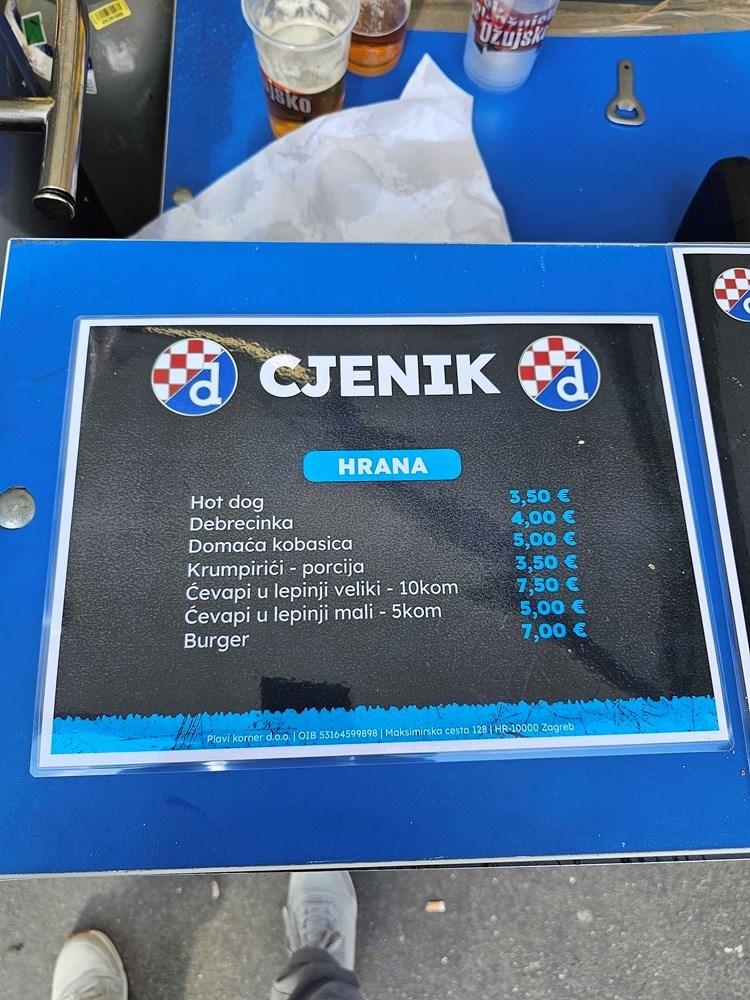 jsko
Ožujsko
CJENIK
HRANA
Hot dog 3,50 €
Debrecinka 4,00 €
Domaća kobasica 5,00 €
Krumpirići - porcija 3,50 €
Ćevapi u lepinji veliki - 10kom 7,50 €
Ćevapi u lepinji mali - 5kom 5,00 €
Burger 7,00 €
Plavi korner d.o.o. | OIB 53164599898 | Maksimirska cesta 128 | HR-10000 Zagreb